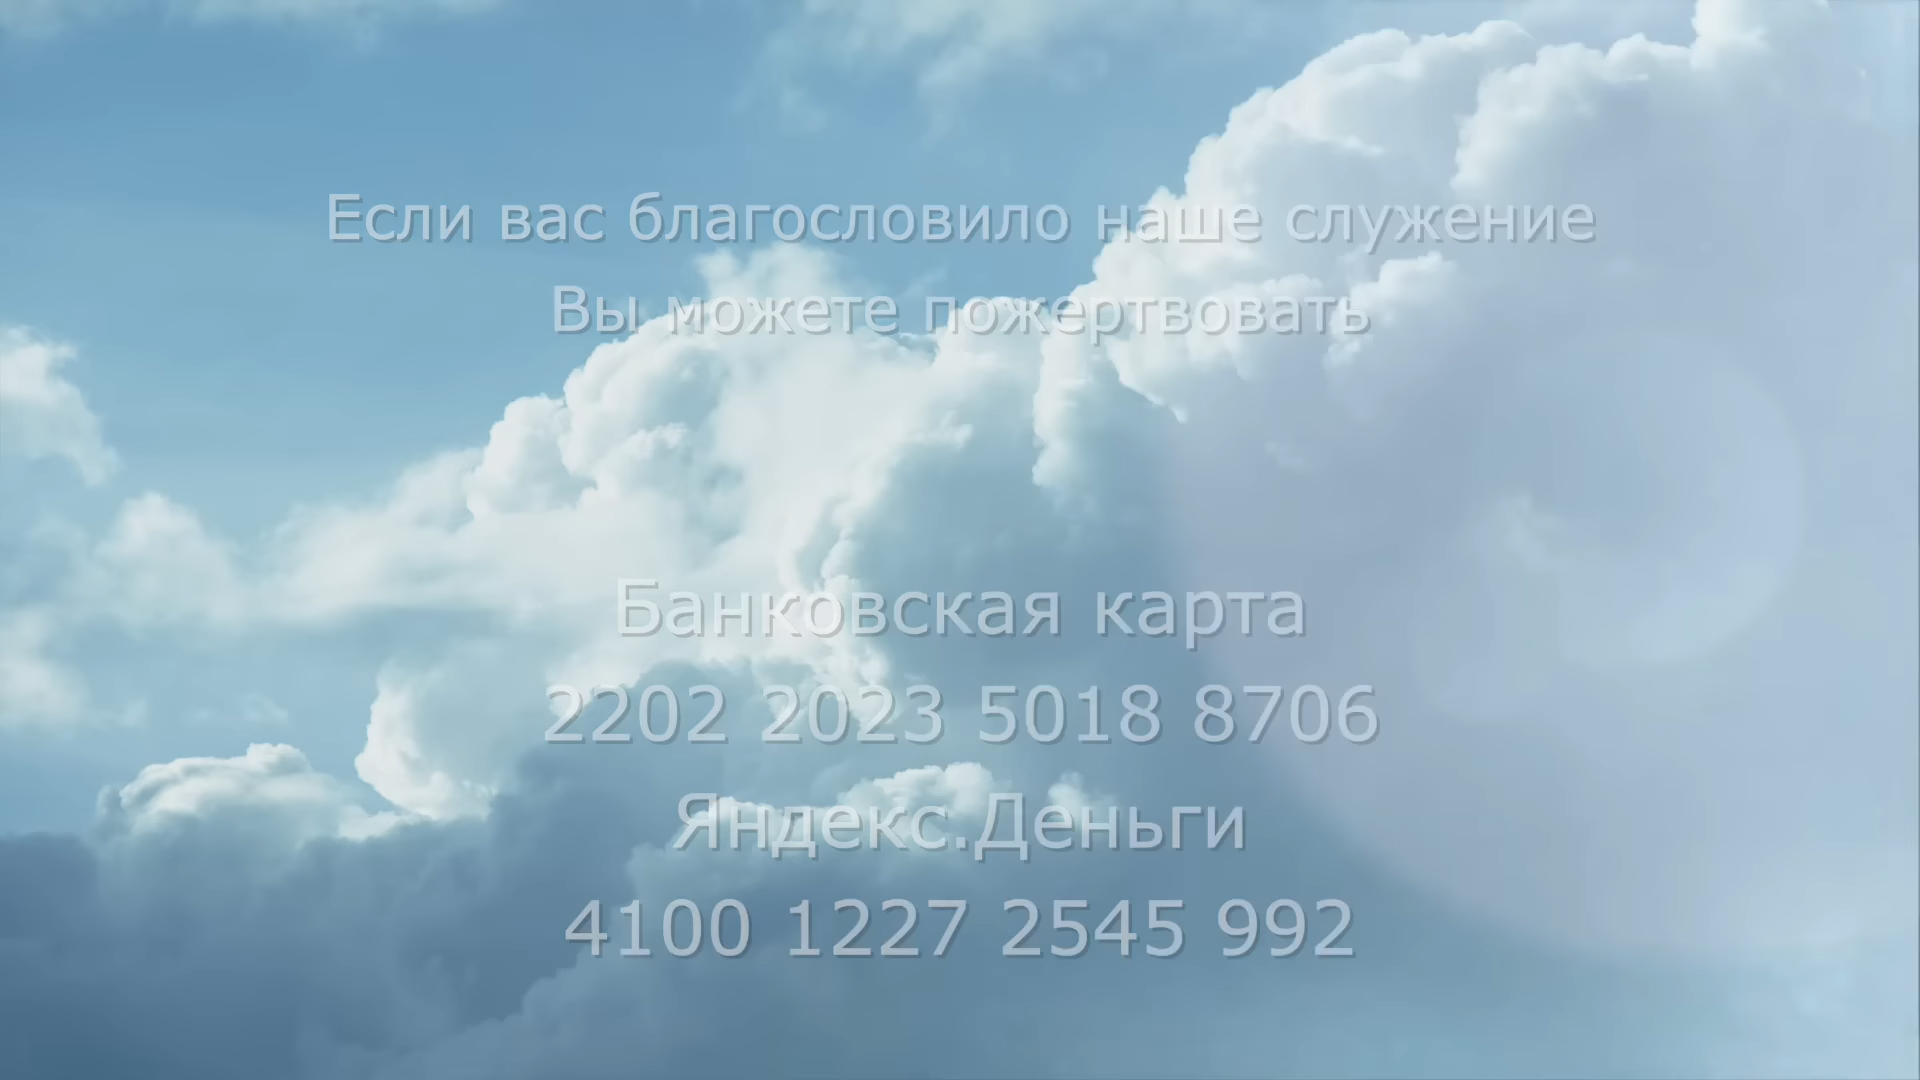 Если вас благословило наше служение
Вы можете пожертвовать
Банковская карта
2202 2023 5018 8706
Яндекс.Деньги
4100 1227 2545 992